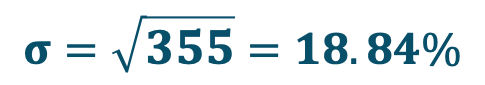 σ = √355 = 18.84%